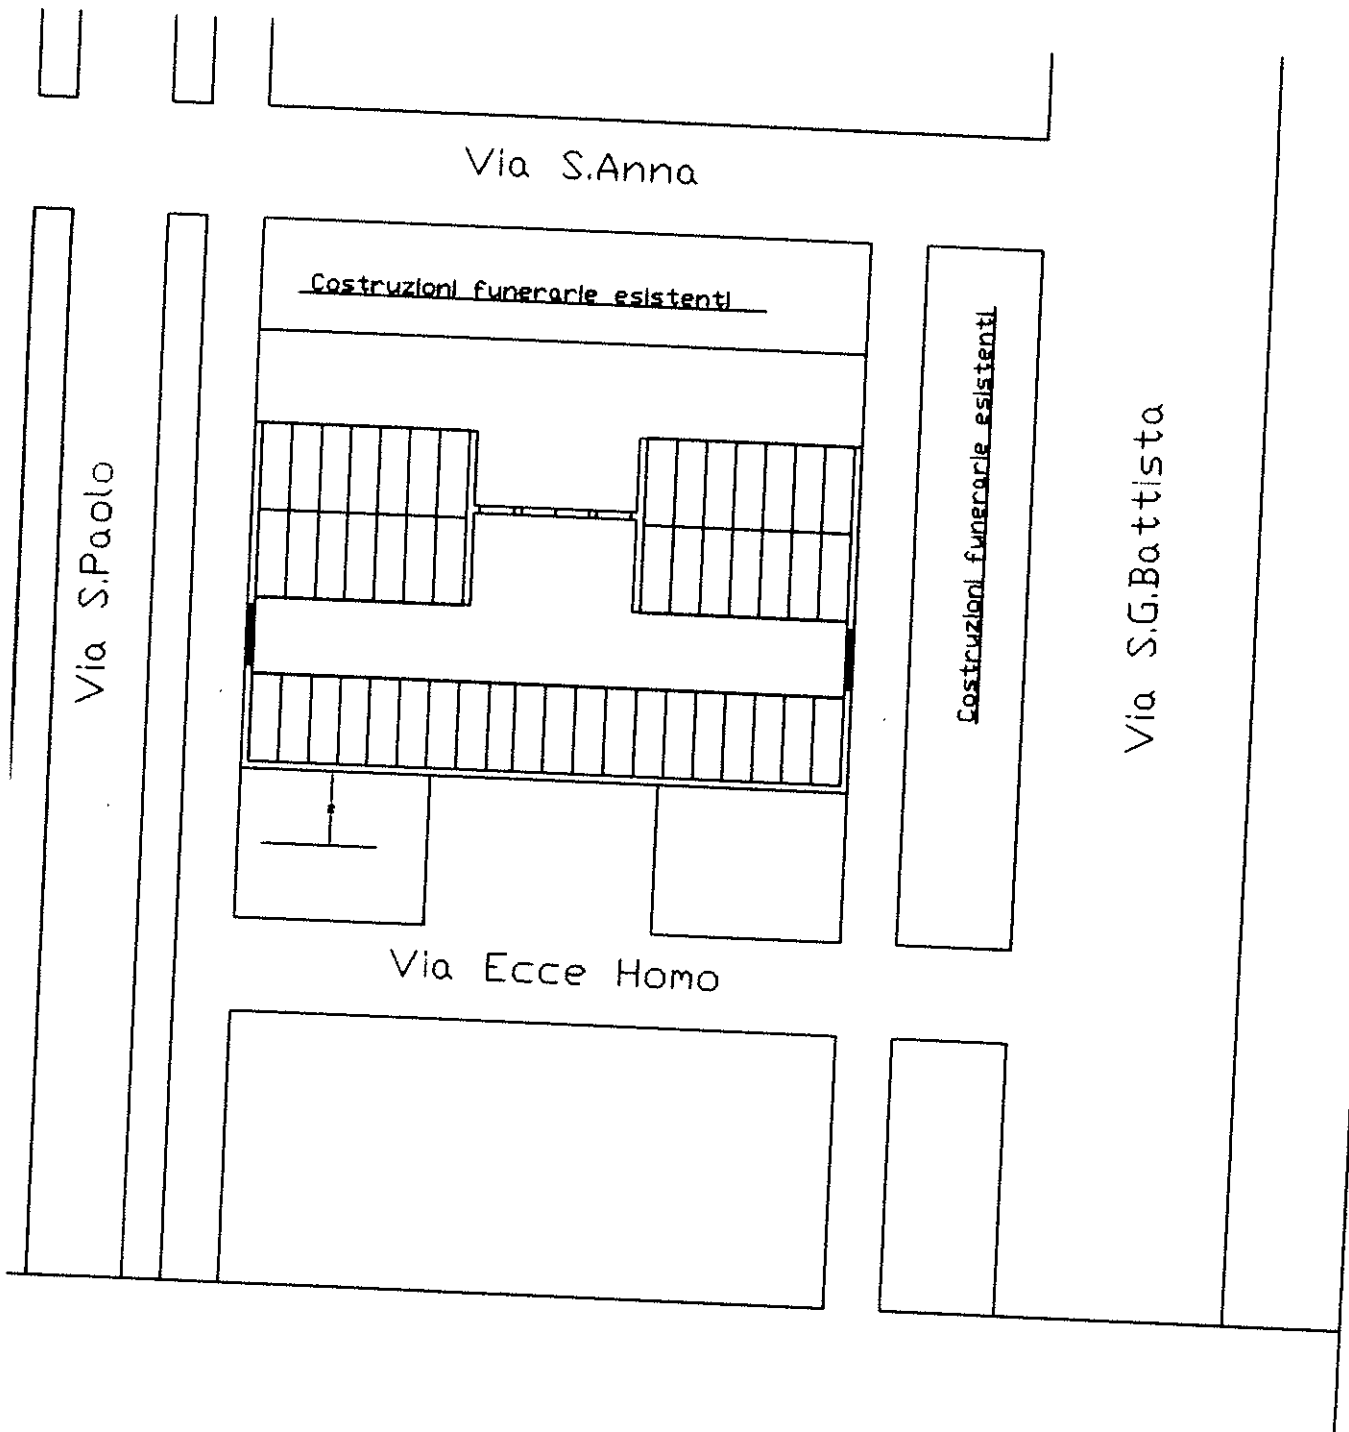 Via S.Anna
Costruzioni funerarie esistenti
Costruzioni funerarie esistenti
Via S.Paolo
Via S.G.Battista
Via Ecce Homo